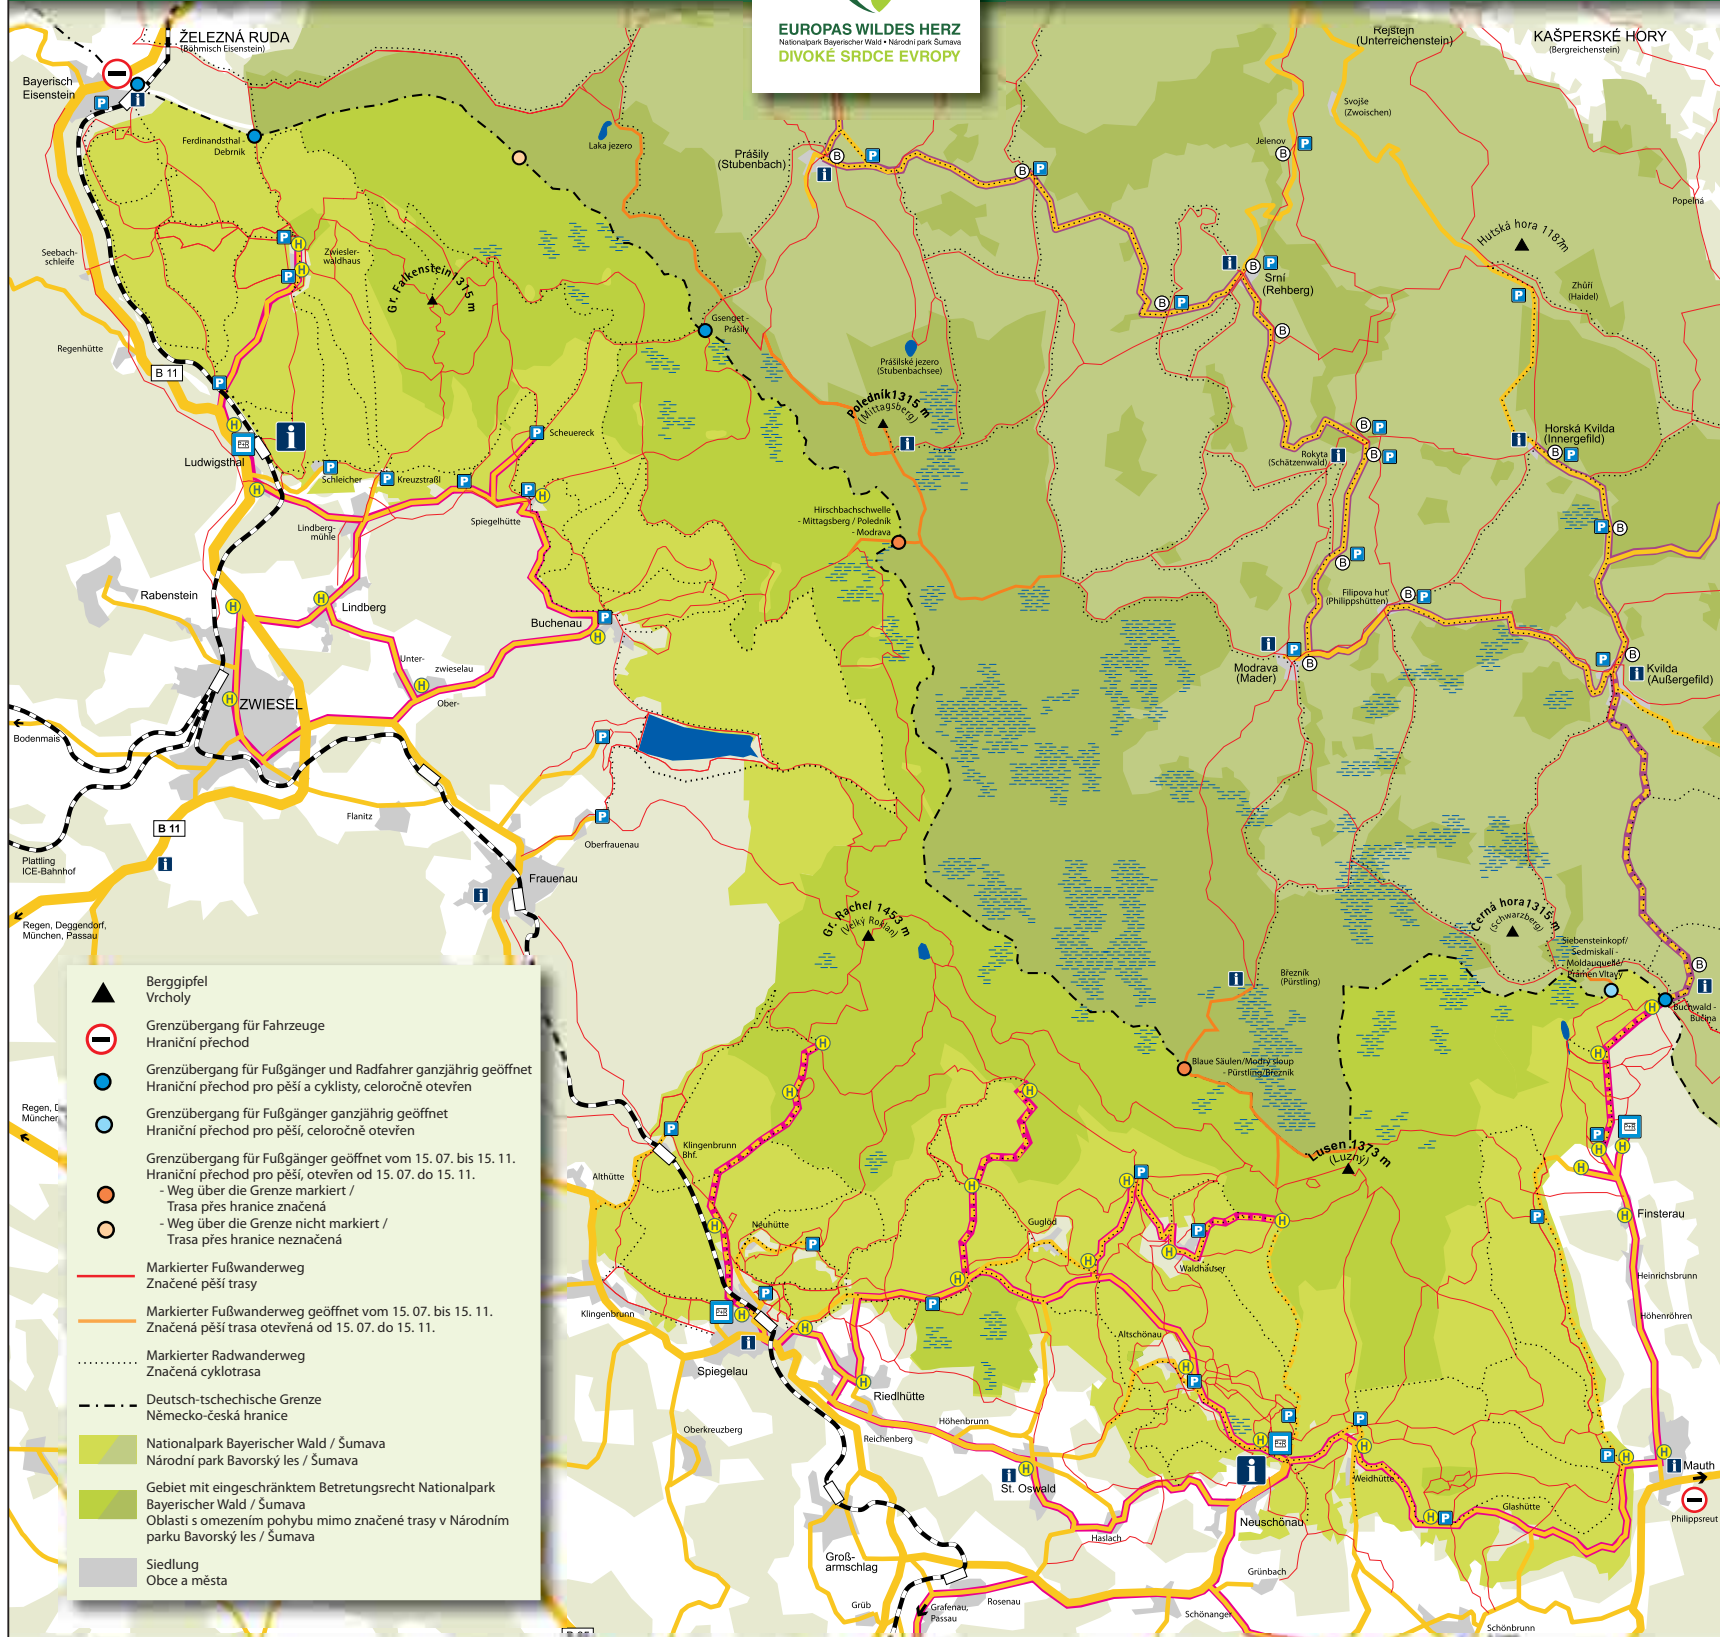 EUROPAS WILDES HERZ
Nationalpark Bayerischer Wald • Národní park Šumava
DIVOKÉ SRDCE EVROPY
ŽELEZNÁ RUDA
(Böhmisch Eisenstein)
Bayerisch
Eisenstein
Ferdinandsthal -
Debrník
Laka jezero
Prášily
(Stubenbach)
Rejštejn
(Unterreichenstein)
KAŠPERSKÉ HORY
(Bergreichenstein)
Svojše
(Zwoischen)
Jelenov
Popelná
Hutská hora 1187m
Zhůří
(Haidel)
Srní
(Rehberg)
Seebach-
schleife
Zwiesler-
waldhaus
Gr. Falkenstein 1315 m
Gsenget -
Prášily
Regenhütte
B 11
Prášilské jezero
(Stubenbachsee)
Poledník 1315 m
(Mittagsberg)
Horská Kvilda
(Innergefild)
Rokyta
(Schätzenwald)
Scheuereck
Ludwigsthal
Schleicher
Kreuzstraßl
Lindberg-
mühle
Spiegelhütte
Hirschbachschwelle
- Mittagsberg / Polednik
- Modrava
Rabenstein
Lindberg
Buchenau
Filipova huť
(Philippshütten)
Unter-
zwieselau
Ober-
Modrava
(Mader)
Kvilda
(Außergefild)
ZWIESEL
Bodenmais
Flanitz
B 11
Oberfrauenau
Plattling
ICE-Bahnhof
Frauenau
Regen, Deggendorf,
München, Passau
Gr. Rachel 1453 m
(Velký Roklan)
Černá hora 1315 m
(Schwarzberg)
Siebensteinkopf/
Sedmiskalí -
Moldauquelle/
Prámen Vltavy
Březník
(Pürstling)
Buchwald -
Bučina
Blaue Säulen/Modrý sloup
- Pürstling/Březník
Lusen 1373 m
(Luzný)
Berggipfel
Vrcholy
Grenzübergang für Fahrzeuge
Hraniční přechod
Grenzübergang für Fußgänger und Radfahrer ganzjährig geöffnet
Hraniční přechod pro pěší a cyklisty, celoročně otevřen
Grenzübergang für Fußgänger ganzjährig geöffnet
Hraniční přechod pro pěší, celoročně otevřen
Grenzübergang für Fußgänger geöffnet vom 15. 07. bis 15. 11.
Hraniční přechod pro pěší, otevřen od 15. 07. do 15. 11.
- Weg über die Grenze markiert /
Trasa přes hranice značená
- Weg über die Grenze nicht markiert /
Trasa přes hranice neznačená
Markierter Fußwanderweg
Značené pěší trasy
Markierter Fußwanderweg geöffnet vom 15. 07. bis 15. 11.
Značená pěší trasa otevřená od 15. 07. do 15. 11.
Markierter Radwanderweg
Značená cyklotrasa
Deutsch-tschechische Grenze
Německo-česká hranice
Nationalpark Bayerischer Wald / Šumava
Národní park Bavorský les / Šumava
Gebiet mit eingeschränktem Betretungsrecht Nationalpark
Bayerischer Wald / Šumava
Oblasti s omezením pohybu mimo značené trasy v Národním
parku Bavorský les / Šumava
Siedlung
Obce a města
Regen,
Klingenbrunn
Bhf.
Althütte
Neuhütte
Guglöd
Waldhäuser
Finsterau
Heinrichsbrunn
Höhenröhren
Klingenbrunn
Spiegelau
Altschönau
Riedlhütte
Oberkreuzberg
Reichenberg
Höhenbrunn
St. Oswald
Weidhütte
Glashütte
Mauth
Philippsreut
Neuschönau
Haslach
Groß-
armschlag
Grünbach
Grüb
Grafenau,
Passau
Rosenau
Schönanger
Schönbrunn